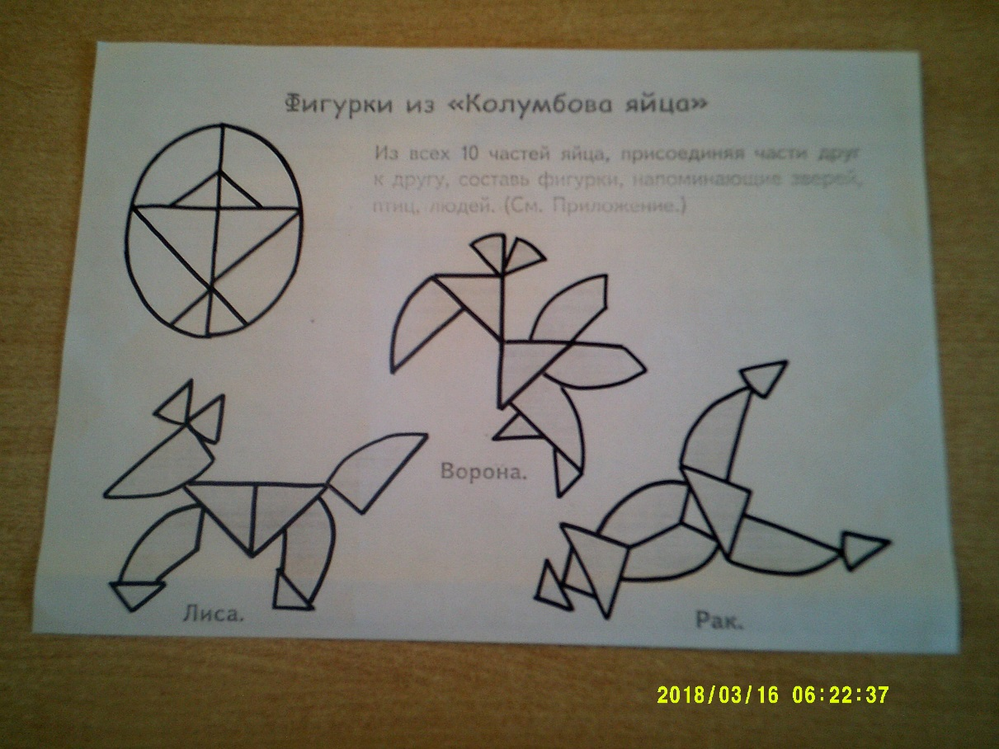 Фигурки из «Колумбова яйца»
Из всех 10 частей яйца, присоединяя части друг
к другу, составь фигурки, напоминающие зверей,
птиц, людей. (См. Приложение.)
Ворона.
Лиса.
Рак.
2018/03/16 06:22:37